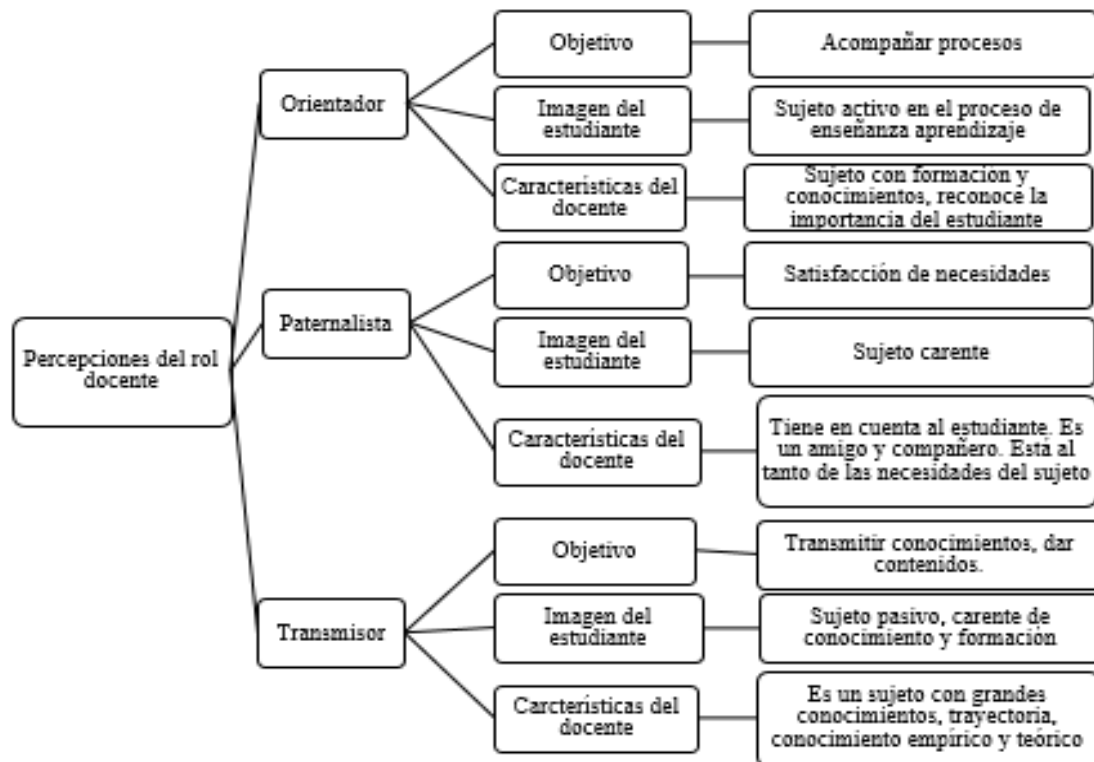 Percepciones del rol
docente
Orientador
Objetivo
Acompañar procesos
Imagen del
estudiante
Sujeto activo en el proceso de
enseñanza aprendizaje
Características del
docente
Sujeto con formación y
conocimientos, reconoce la
importancia del estudiante
Paternalista
Objetivo
Satisfacción de necesidades
Imagen del
estudiante
Sujeto carente
Características del
docente
Tiene en cuenta al estudiante. Es
un amigo y compañero. Está al
tanto de las necesidades del sujeto
Transmisor
Objetivo
Transmitir conocimientos, dar
contenidos.
Imagen del
estudiante
Sujeto pasivo, carente de
conocimiento y formación
Carcterísticas del
docente
Es un sujeto con grandes
conocimientos, trayectoria,
conocimiento empírico y teórico